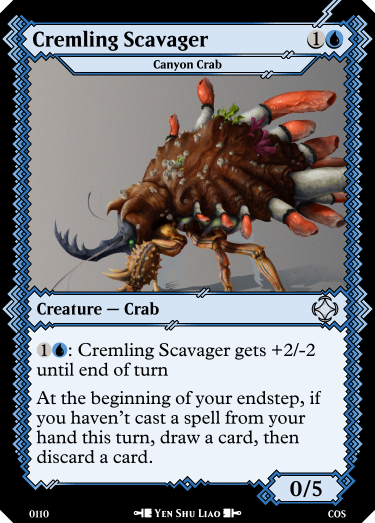 Cremling Scavager 1
Canyon Crab
Creature — Crab
1: Cremling Scavager gets +2/-2
until end of turn
At the beginning of your endstep, if
you haven't cast a spell from your
hand this turn, draw a card, then
discard a card.
0/5
0110 Yen Shu Liao COS